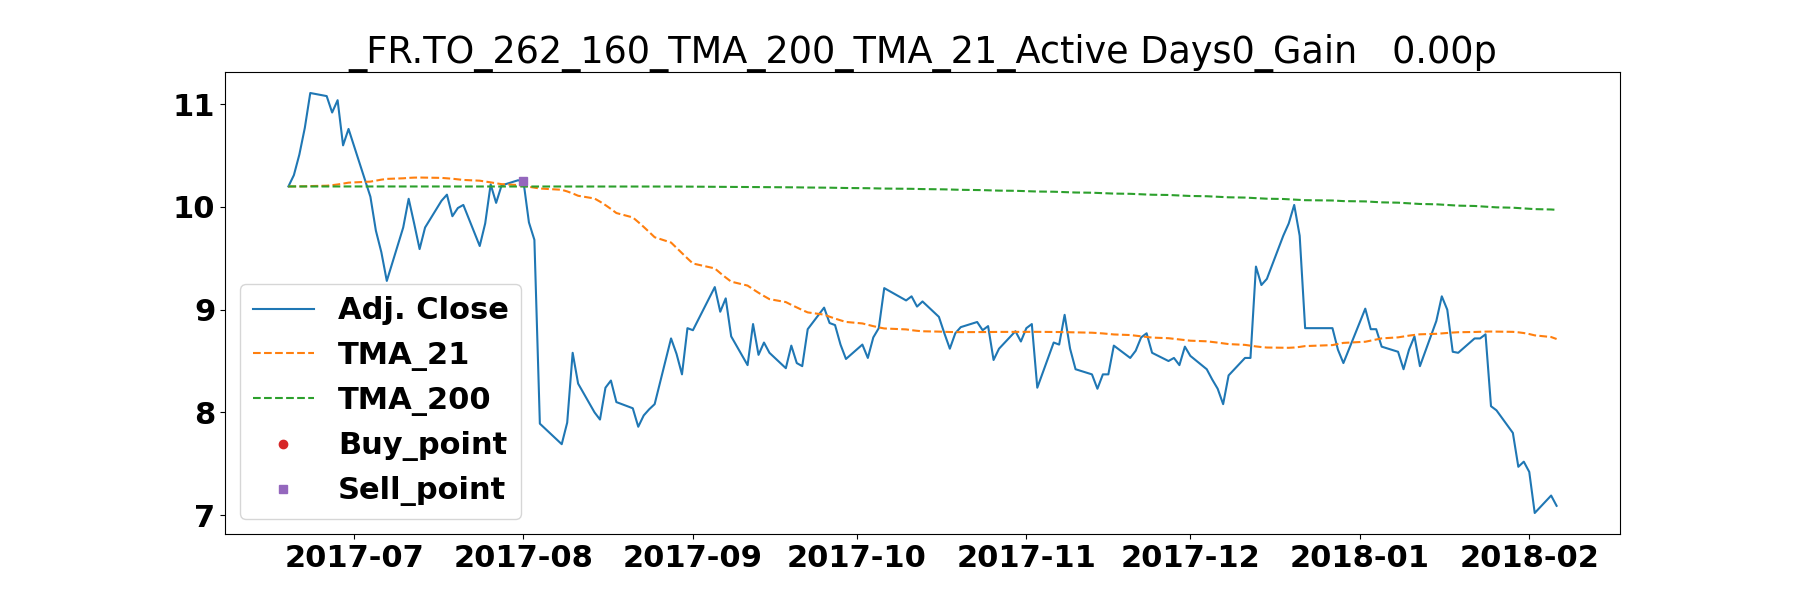 _FR.TO_262_160_TMA_200_TMA_21_Active Days0_Gain   0.00p
11
10
9
8
7
Adj. Close
TMA_21
TMA_200
Buy_point
Sell_point
2017-07 2017-08 2017-09 2017-10 2017-11 2017-12 2018-01 2018-02